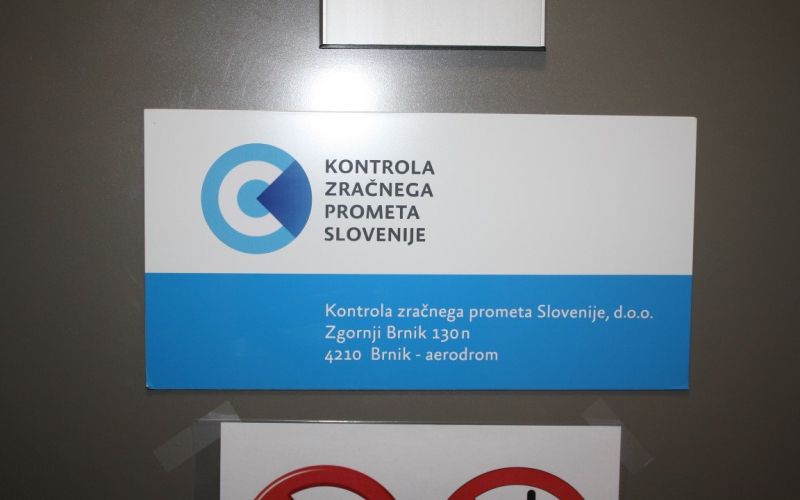 KONTROLA
ZRAČNEGA
PROMETA
SLOVENIJE
Kontrola zračnega prometa Slovenije, d.o.o.
Zgornji Brnik 130n
4210 Brnik - aerodrom